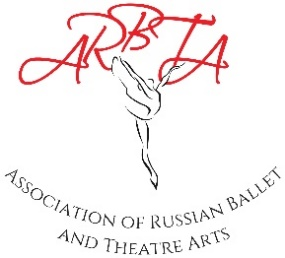 ARBTA
ASSOCIATION OF RUSSIAN BALLET
AND THEATRE ARTS